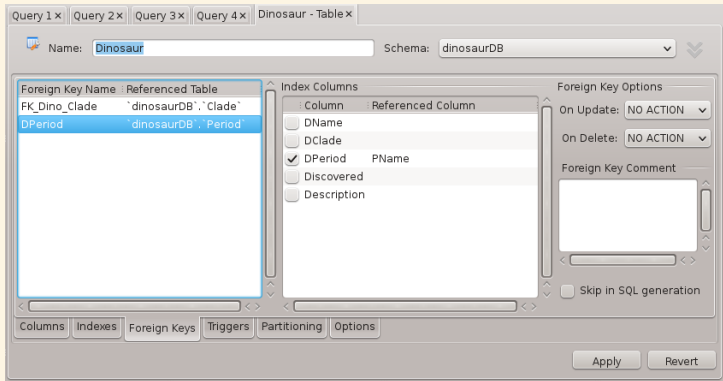 Query 1 × Query 2 × Query 3 × Query 4 × Dinosaur - Table ×
Name: Dinosaur Schema: dinosaurDB
Foreign Key Name Referenced Table
FK_Dino_Clade `dinosaurDB`.`Clade`
DPeriod `dinosaurDB`.`Period`
Index Columns
Column Referenced Column
DName
DClade
DPeriod PName
Discovered
Description
Foreign Key Options
On Update: NO ACTION
On Delete: NO ACTION
Foreign Key Comment
Skip in SQL generation
Columns Indexes Foreign Keys Triggers Partitioning Options
Apply Revert